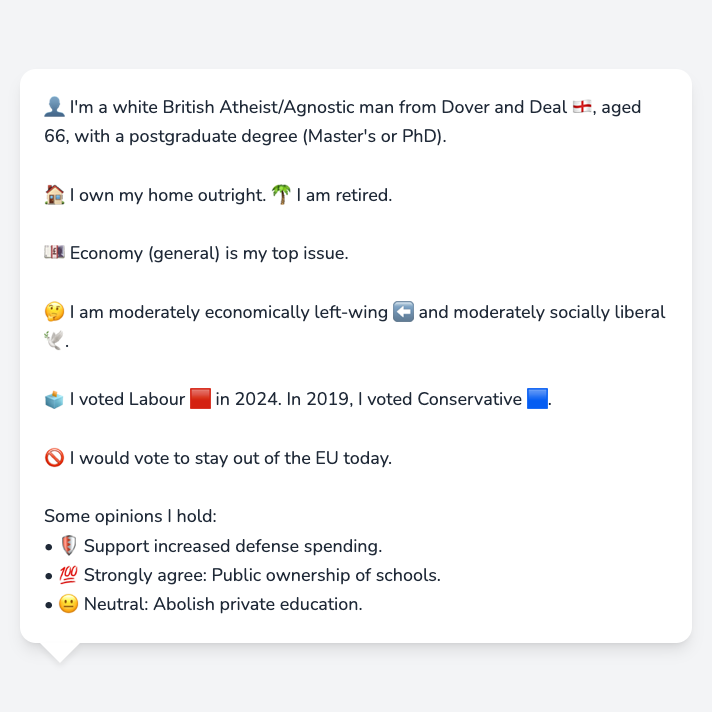 👤 I'm a white British Atheist/Agnostic man from Dover and Deal 🏴󠁧󠁢󠁥󠁮󠁧󠁿, aged
66, with a postgraduate degree (Master's or PhD).
🏠 I own my home outright. 🌴 I am retired.
💷 Economy (general) is my top issue.
🤔 I am moderately economically left-wing ⬅️ and moderately socially liberal
🕊️.
🗳️ I voted Labour 🟥 in 2024. In 2019, I voted Conservative 🟦.
🚫 I would vote to stay out of the EU today.
Some opinions I hold:
• 🛡️ Support increased defense spending.
• 💯 Strongly agree: Public ownership of schools.
• 😐 Neutral: Abolish private education.